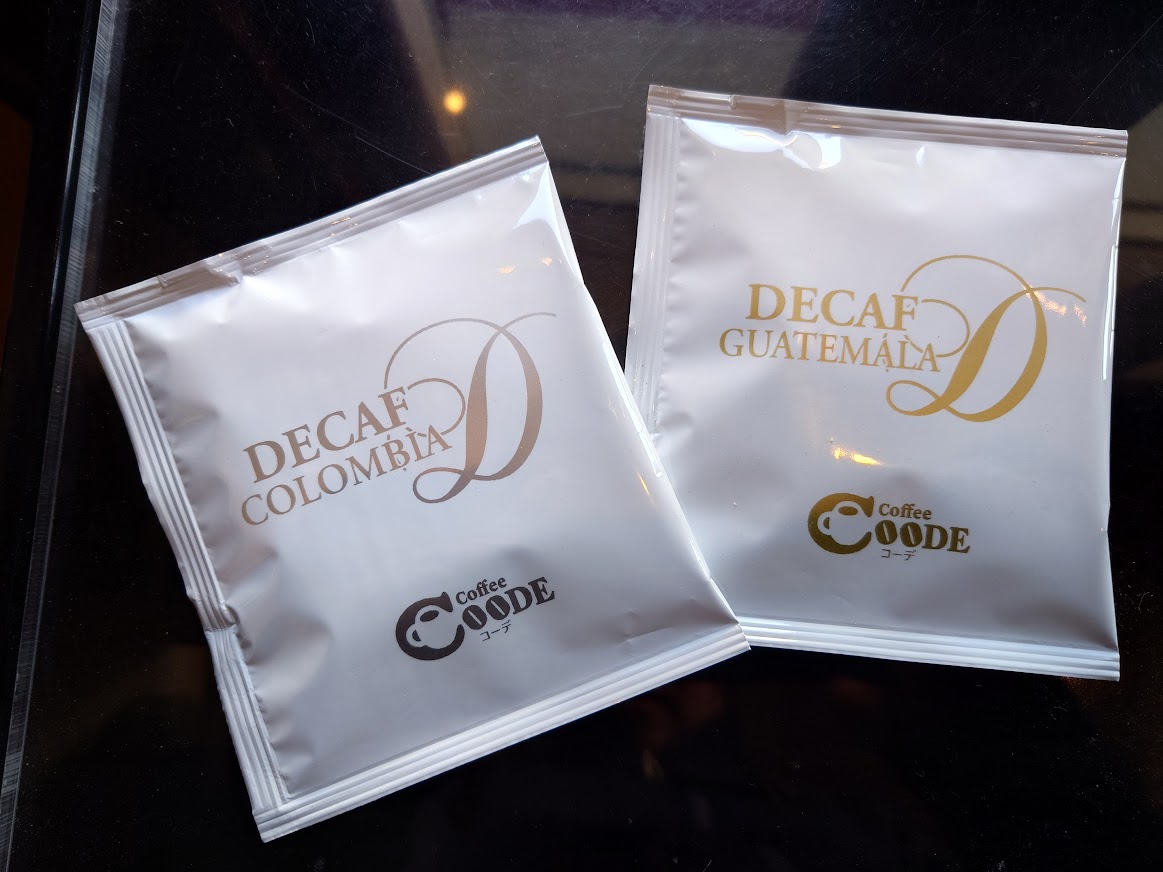 DECAF
COLOMBIA
D
Coffee
COODE
コーデ
DECAF
GUATEMALA
D
Coffee
COODE
コーデ